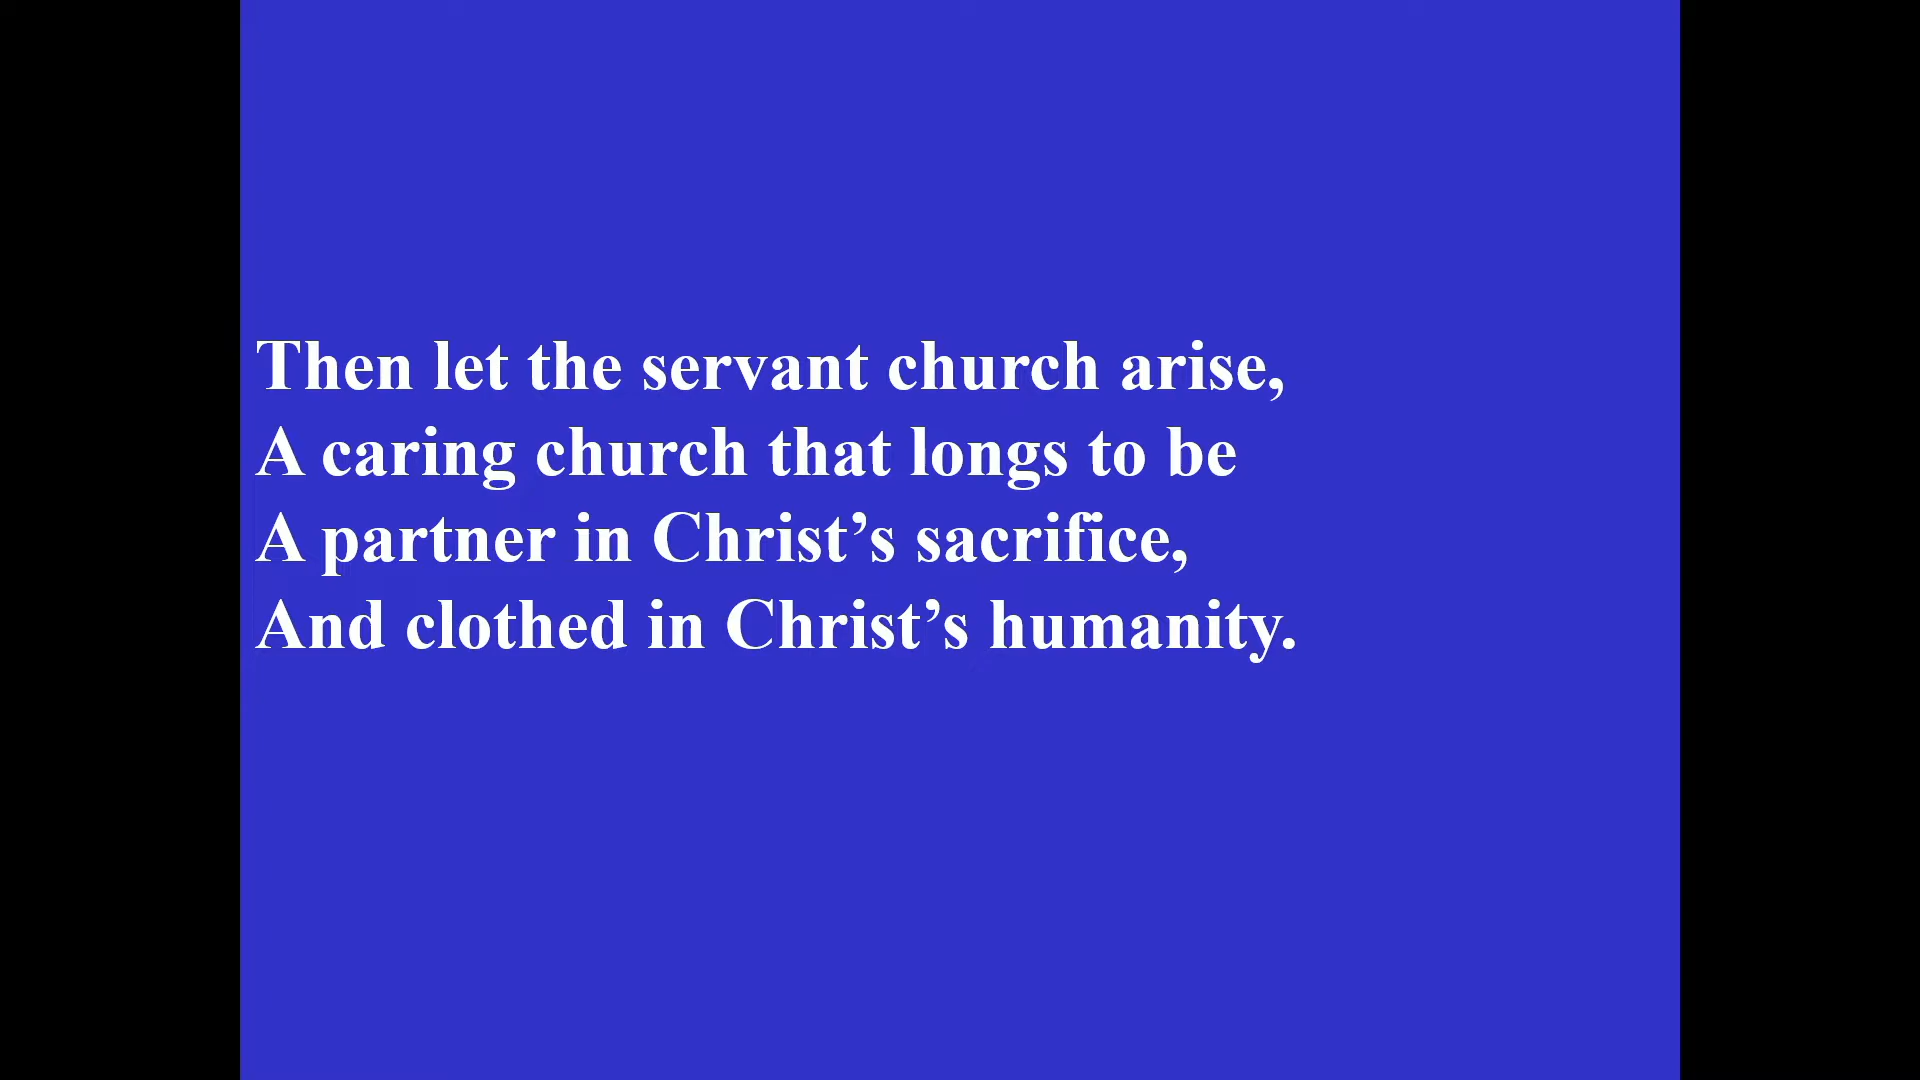 Then let the servant church arise,
A caring church that longs to be
A partner in Christ’s sacrifice,
And clothed in Christ’s humanity.